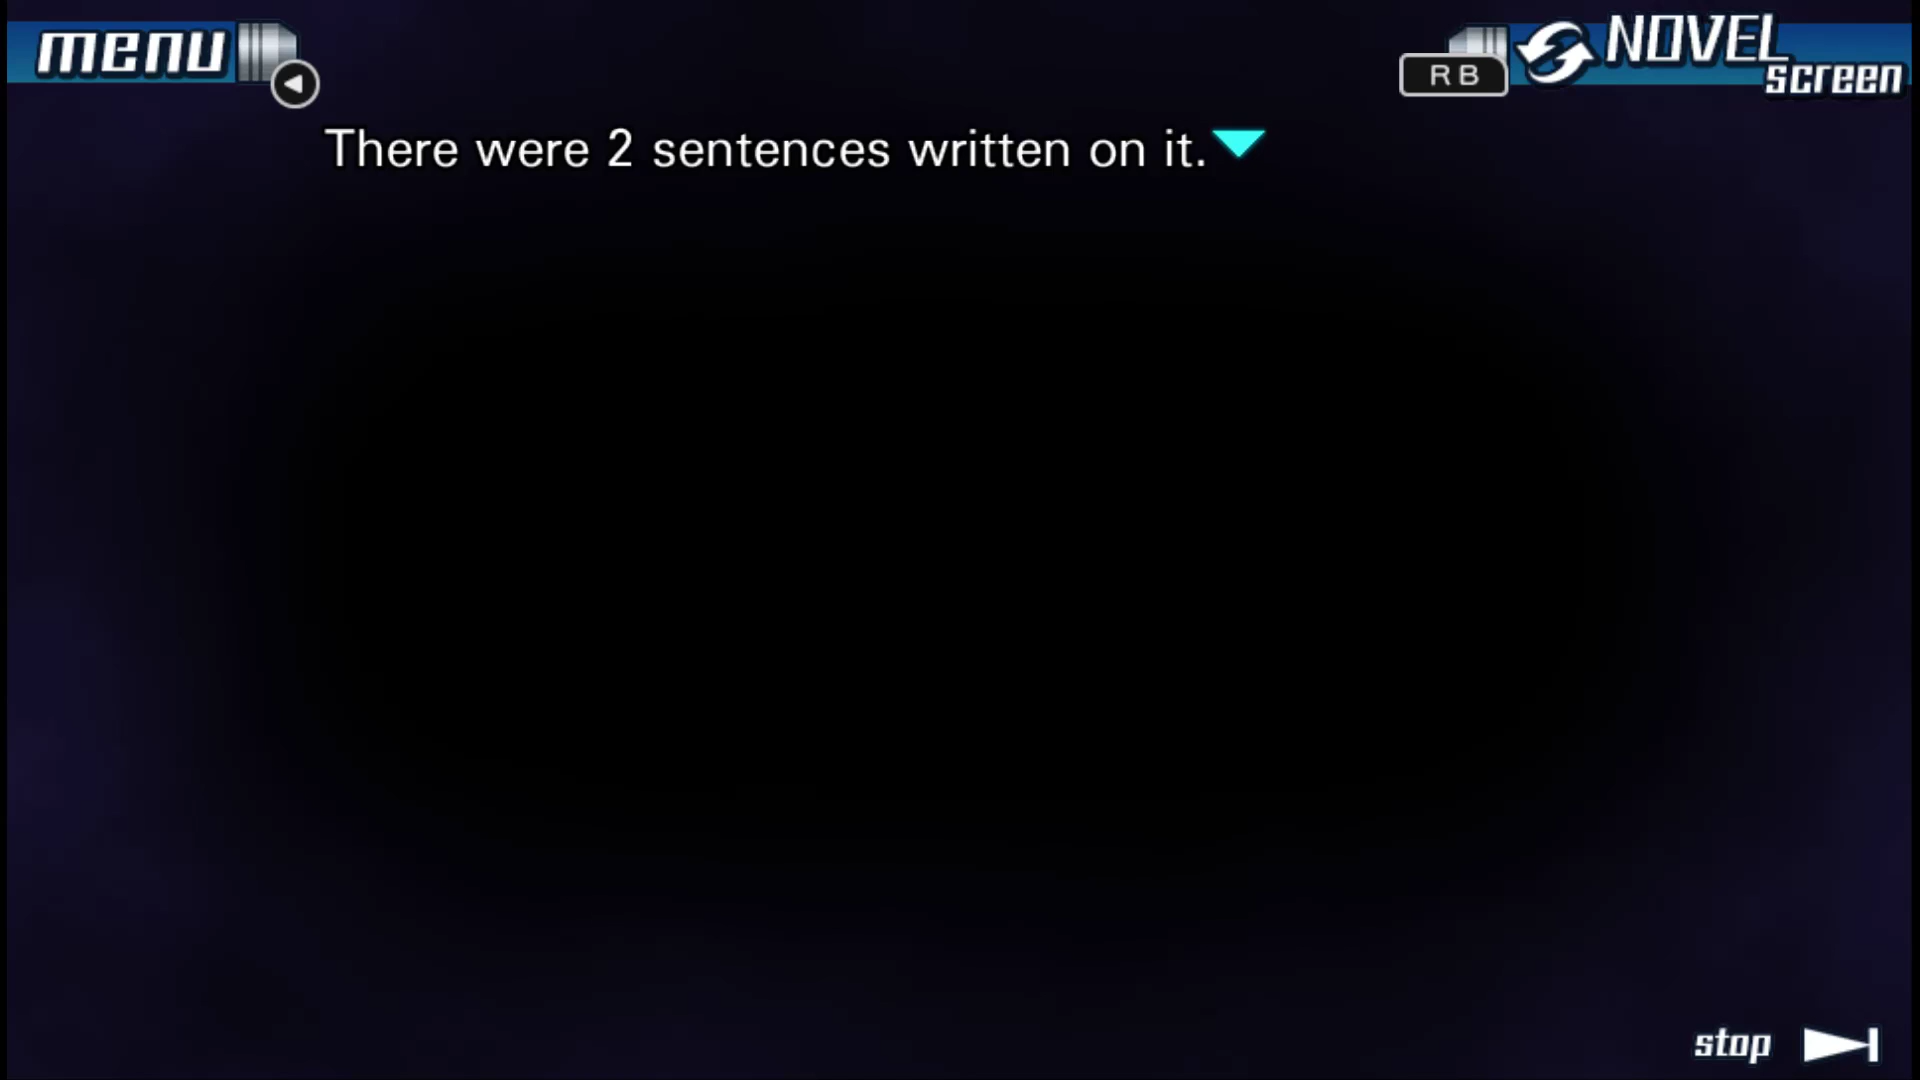 menu
RB
NOVEL
screen
There were 2 sentences written on it.
stop